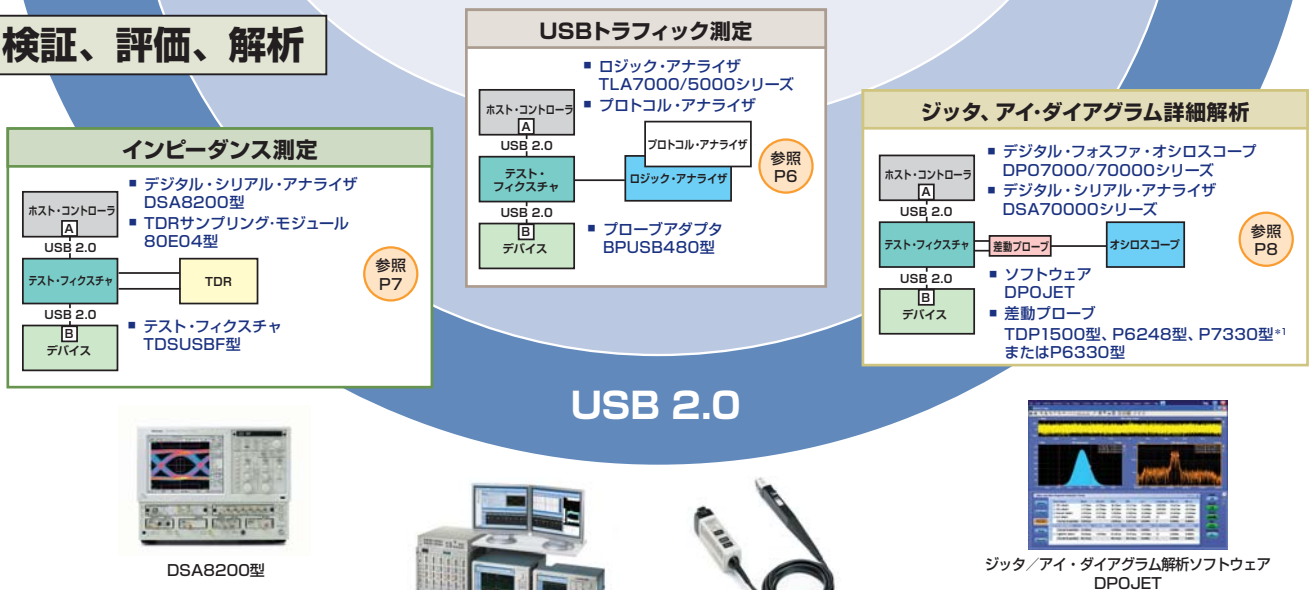 検証、評価、解析
インピーダンス測定
ホスト・コントローラ
A
USB 2.0
テスト・フィクスチャ
USB 2.0
B
デバイス
TDR
■ デジタル・シリアル・アナライザ
DSA8200型
■ TDRサンプリング・モジュール
80E04型
■ テスト・フィクスチャ
TDSUSBF型
参照
P7
USBトラフィック測定
ホスト・コントローラ
A
USB 2.0
テスト・
フィクスチャ
USB 2.0
B
デバイス
■ ロジック・アナライザ
TLA7000/5000シリーズ
■ プロトコル・アナライザ
プロトコル・アナライザ
ロジック・アナライザ
■ プローブアダプタ
BPUSB480型
参照
P6
ジッタ、アイ・ダイアグラム詳細解析
ホスト・コントローラ
A
USB 2.0
テスト・フィクスチャ
USB 2.0
B
デバイス
差動プローブ
オシロスコープ
■ デジタル・フォスファ・オシロスコープ
DPO7000/70000シリーズ
■ デジタル・シリアル・アナライザ
DSA70000シリーズ
■ ソフトウェア
DPOJET
■ 差動プローブ
TDP1500型、P6248型、P7330型*1
またはP6330型
参照
P8
USB 2.0
DSA8200型
ジッタ/アイ・ダイアグラム解析ソフトウェア
DPOJET